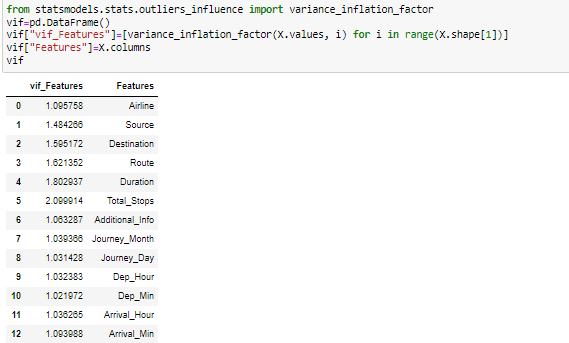 from statsmodels.stats.outliers_influence import variance_inflation_factor
vif=pd.DataFrame()
vif["vif_Features"]=[variance_inflation_factor(X.values, i) for i in range(X.shape[1])]
vif["Features"]=X.columns
vif
vif_Features Features
0 1.095758 Airline
1 1.484266 Source
2 1.595172 Destination
3 1.621352 Route
4 1.802937 Duration
5 2.099914 Total_Stops
6 1.063287 Additional_Info
7 1.039366 Journey_Month
8 1.031428 Journey_Day
9 1.032383 Dep_Hour
10 1.021972 Dep_Min
11 1.036265 Arrival_Hour
12 1.093988 Arrival_Min